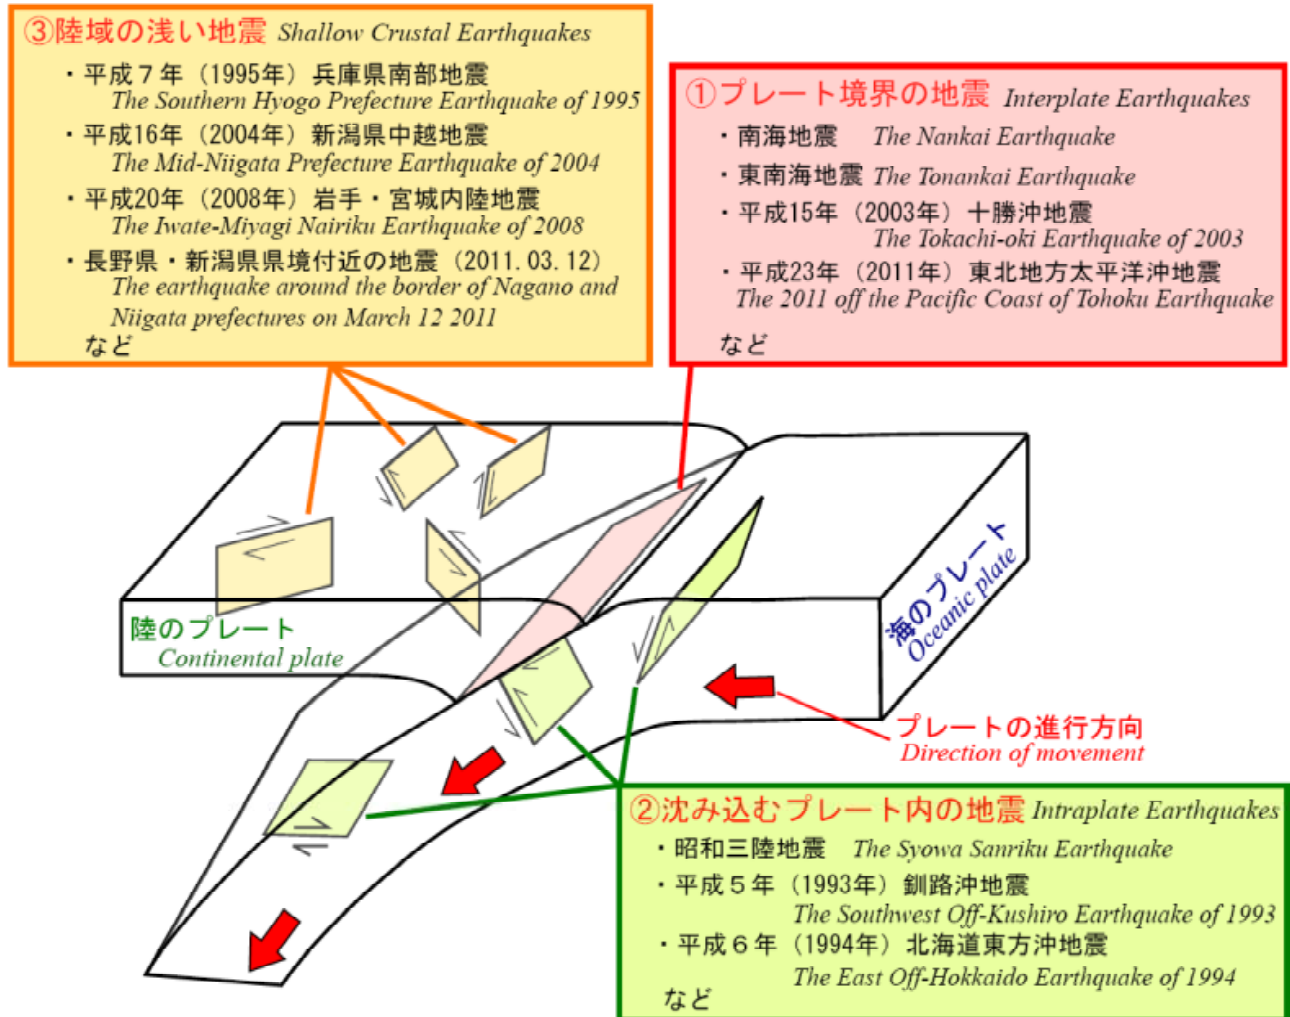 ③陸域の浅い地震 Shallow Crustal Earthquakes
・平成７年（1995年）兵庫県南部地震
The Southern Hyogo Prefecture Earthquake of 1995
・平成16年（2004年）新潟県中越地震
The Mid-Niigata Prefecture Earthquake of 2004
・平成20年（2008年）岩手・宮城内陸地震
The Iwate-Miyagi Nairiku Earthquake of 2008
・長野県・新潟県県境付近の地震（2011.03.12）
The earthquake around the border of Nagano and
Niigata prefectures on March 12 2011
など
①プレート境界の地震 Interplate Earthquakes
・南海地震 The Nankai Earthquake
・東南海地震 The Tonankai Earthquake
・平成15年（2003年）十勝沖地震
The Tokachi-oki Earthquake of 2003
・平成23年（2011年）東北地方太平洋沖地震
The 2011 off the Pacific Coast of Tohoku Earthquake
など
陸のプレート
Continental plate
海のプレート
Oceanic plate
プレートの進行方向
Direction of movement
②沈み込むプレート内の地震 Intraplate Earthquakes
・昭和三陸地震 The Syowa Sanriku Earthquake
・平成５年（1993年）釧路沖地震
The Southwest Off-Kushiro Earthquake of 1993
・平成６年（1994年）北海道東方沖地震
The East Off-Hokkaido Earthquake of 1994
など